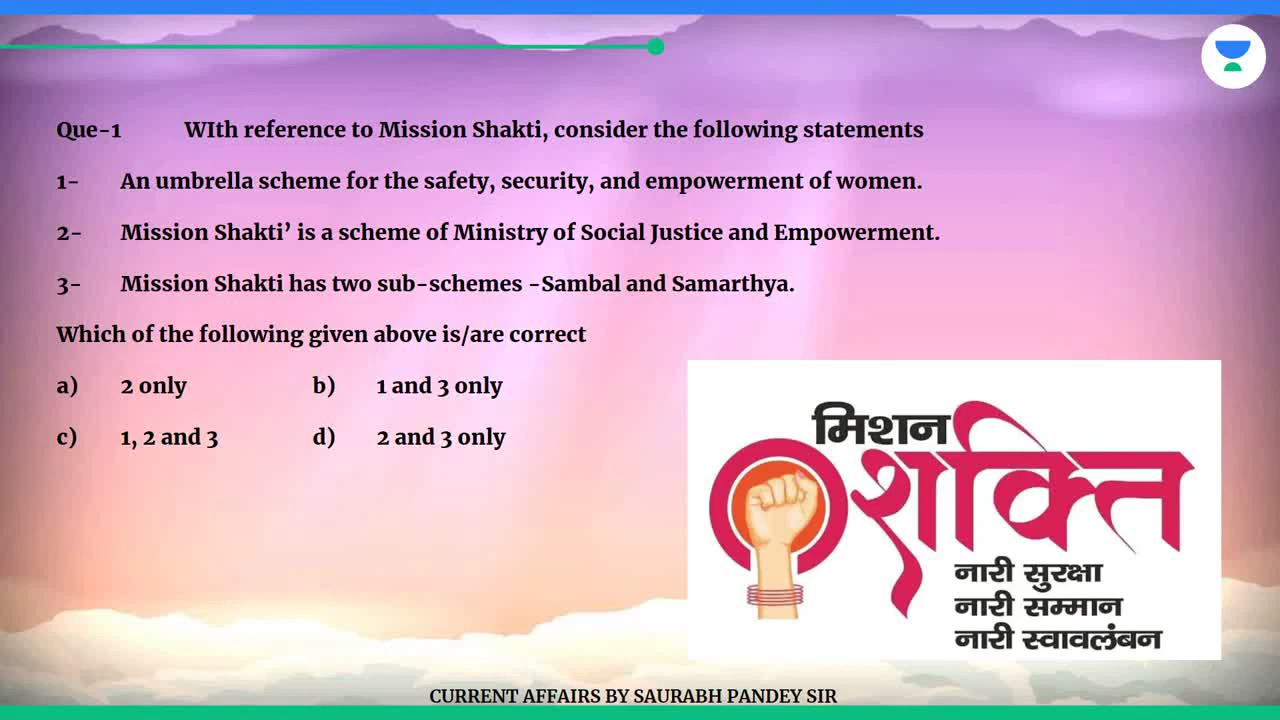 Que-1 WIth reference to Mission Shakti, consider the following statements
1- An umbrella scheme for the safety, security, and empowerment of women.
2- Mission Shakti’ is a scheme of Ministry of Social Justice and Empowerment.
3- Mission Shakti has two sub-schemes -Sambal and Samarthya.
Which of the following given above is/are correct
a) 2 only b) 1 and 3 only
c) 1, 2 and 3 d) 2 and 3 only
मिशन
शक्ति
नारी सुरक्षा
नारी सम्मान
नारी स्वावलंबन
CURRENT AFFAIRS BY SAURABH PANDEY SIR